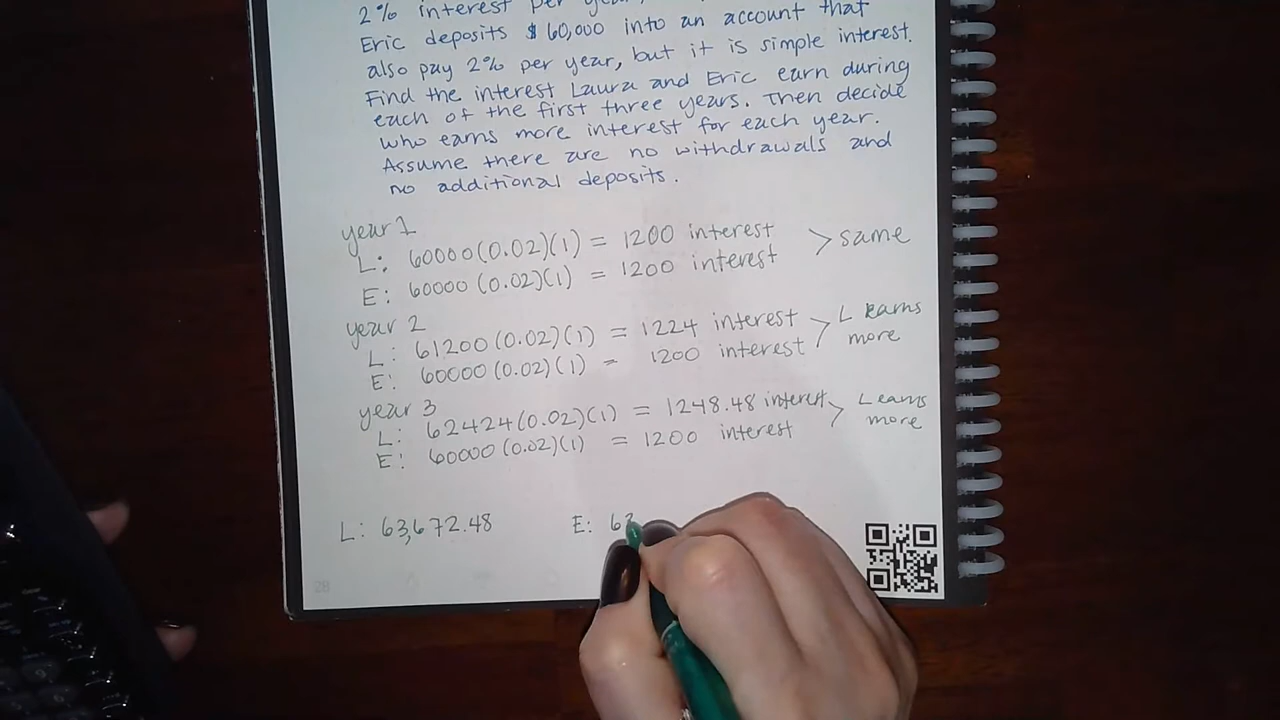 2% interest per year,
Eric deposits $60,000 into an account that
also pay 2% per year, but it is simple interest.
Find the interest Laura and Eric earn during
each of the first three years. Then decide
who earns more interest for each year.
Assume there are no withdrawals and
no additional deposits.
year 1
L: 60000(0.02)(1) = 1200 interest
E: 60000(0.02)(1) = 1200 interest
> same
year 2
L: 61200(0.02)(1) = 1224 interest
E: 60000(0.02)(1) = 1200 interest
> L earns
more
year 3
L: 62424(0.02)(1) = 1248.48 interest
E: 60000(0.02)(1) = 1200 interest
> L earns
more
L: 63,672.48 E: 63
28